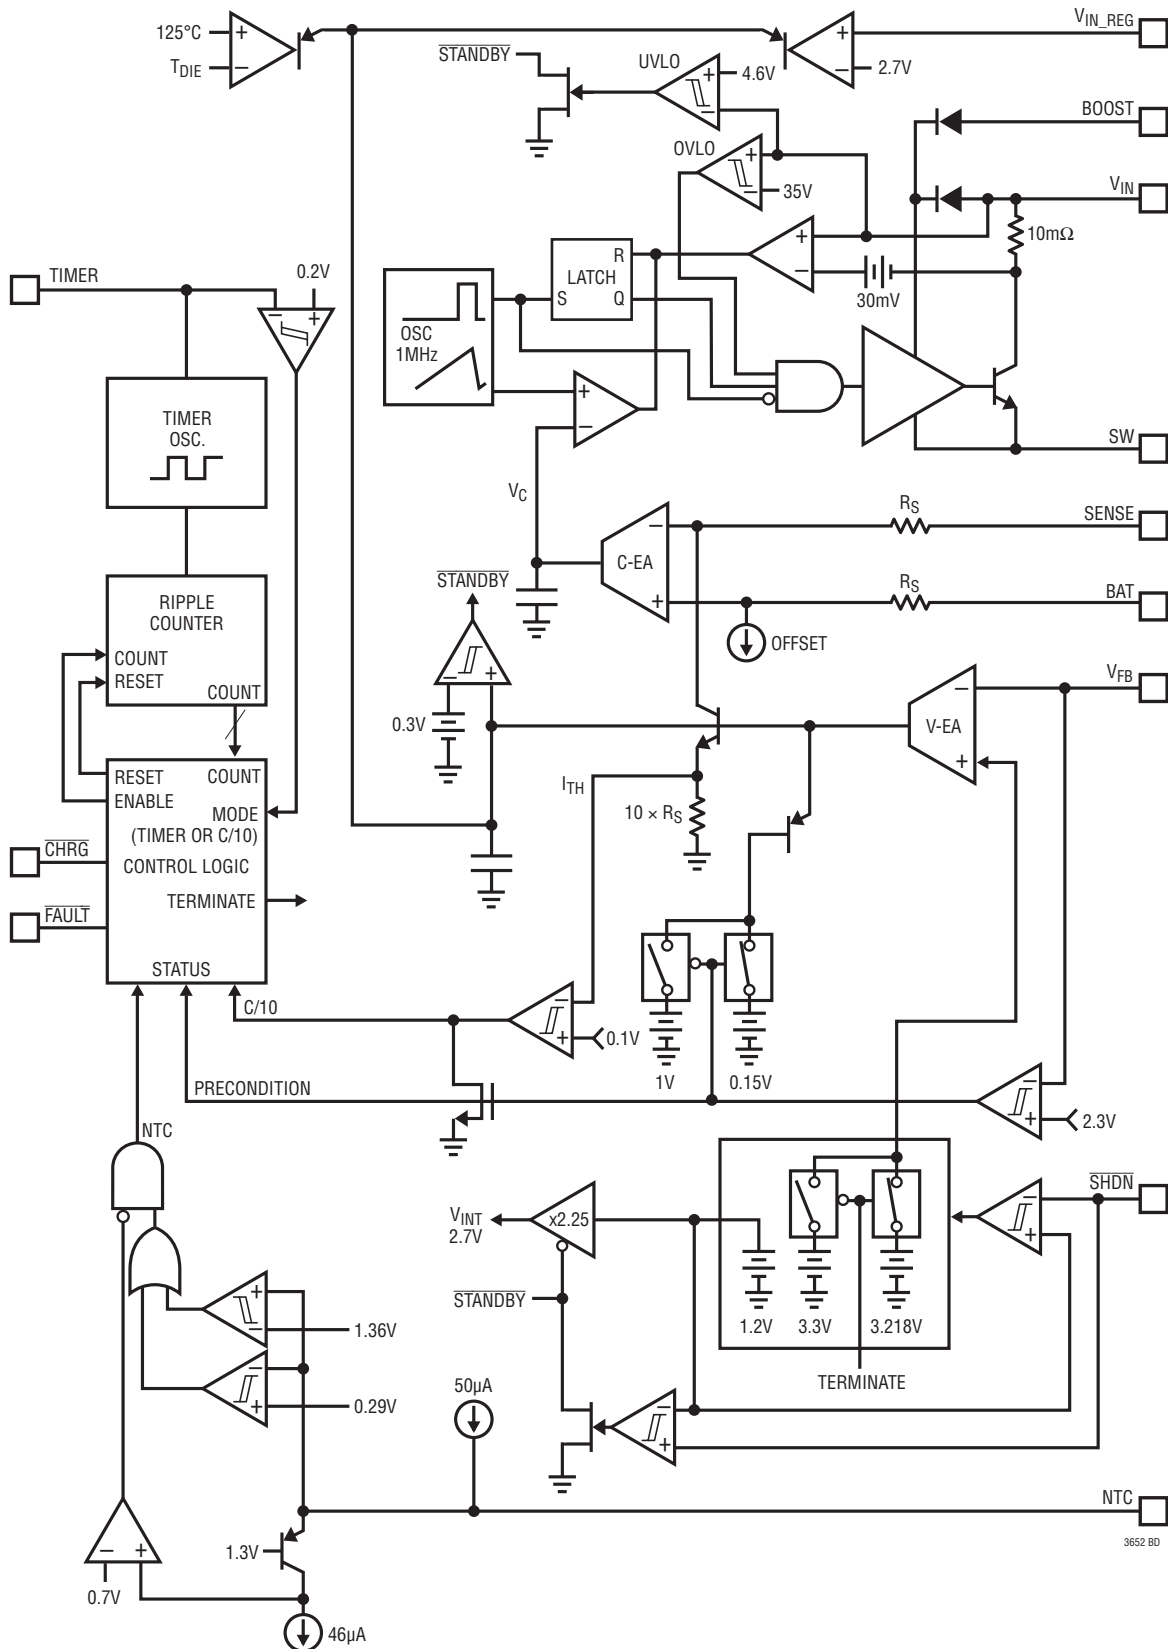 125°C
TDIE
STANDBY
UVLO
4.6V
2.7V
VIN_REG
BOOST
OVLO
35V
VIN
10mΩ
30mV
TIMER
0.2V
R
LATCH
S
Q
OSC
1MHz
TIMER
OSC.
SW
VC
RS
SENSE
C-EA
RS
BAT
OFFSET
STANDBY
RIPPLE
COUNTER
COUNT
RESET
COUNT
0.3V
VFB
V-EA
RESET
COUNT
ENABLE
MODE
(TIMER OR C/10)
CONTROL LOGIC
TERMINATE
STATUS
CHRG
FAULT
ITH
10 × RS
C/10
0.1V
1V
0.15V
PRECONDITION
2.3V
NTC
SHDN
VINT
2.7V
x2.25
STANDBY
1.2V
3.3V
3.218V
TERMINATE
1.36V
0.29V
50µA
NTC
1.3V
0.7V
46µA
3652 BD
+
−
+
−
+
−
+
−
+
−
+
−
+
−
+
−
−
+
−
+
−
+
−
+
−
+
−
+
−
+
−
+
−
+
−
+
−
+